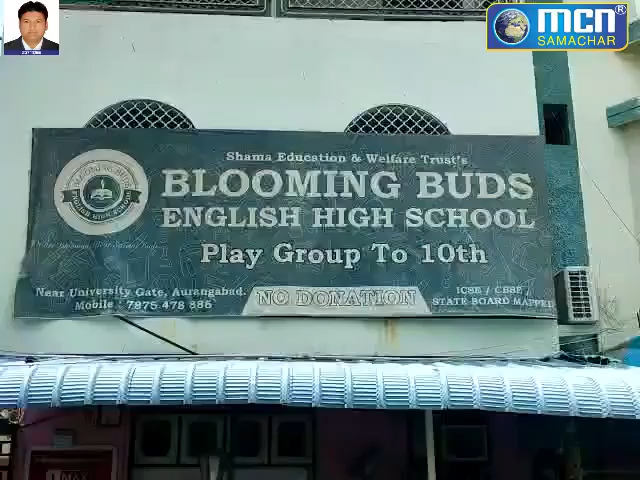 mcn®
SAMACHAR
Shama Education & Welfare Trust's
BLOOMING BUDS
ENGLISH HIGH SCHOOL
Play Group To 10th
Near University Gate, Aurangabad.
Mobile : 7875 478 886
NO DONATION
ICSE / CBSE
STATE BOARD MAPPED